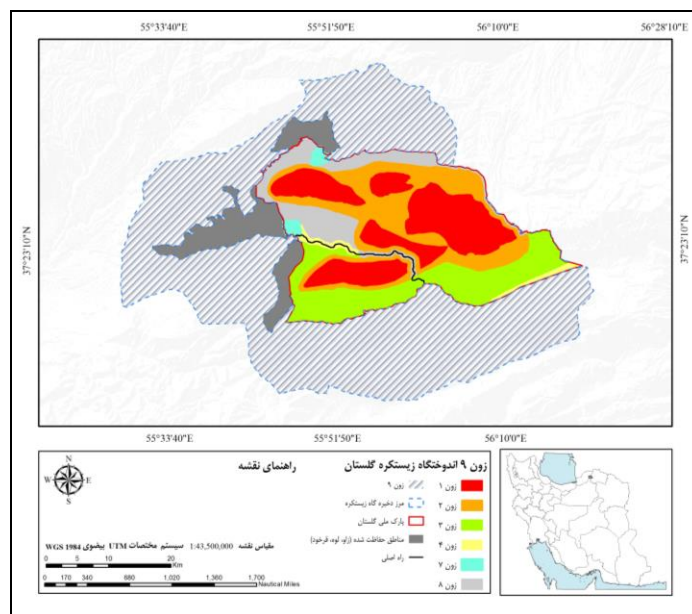 55°33'40"E 55°51'50"E 56°10'0"E 56°28'10"E
37°23'10"N
37°23'10"N
55°33'40"E 55°51'50"E 56°10'0"E
زون ۹ اندوختگاه زیستکره گلستان
زون ۱
زون ۲
زون ۳
زون ۴
زون ۷
زون ۸
راهنمای نقشه
زون ۹
مرز ذخیره گاه زیستکره
پارک ملی گلستان
مناطق حفاظت شده (زاو، لوه، قرخود)
راه اصلی
N
W E
S
مقیاس نقشه 1:43,500,000 سیستم مختصات UTM بیضوی WGS 1984
0 5 10 20
Km
0 170 340 680 1,020 1,360 1,700
Nautical Miles